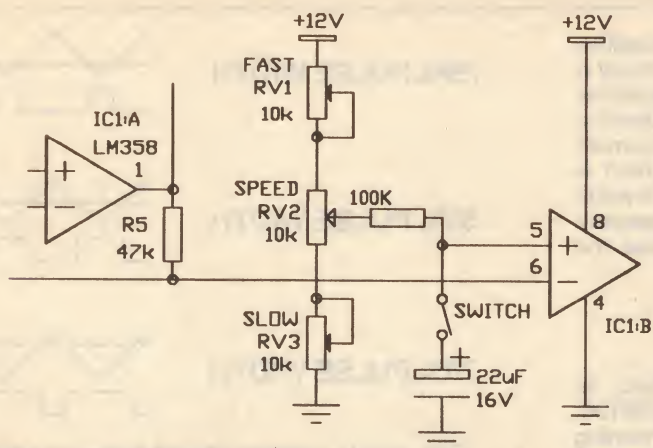 +12V
+12V
FAST
RV1
10k
IC1:A
LM358
+
1
−
R5
47k
SPEED
RV2
10k
100K
5
+
8
6
−
4
IC1:B
SLOW
RV3
10k
SWITCH
+
22uF
16V